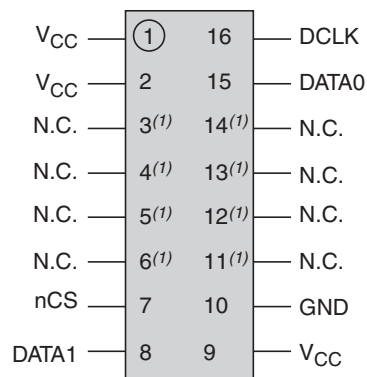 VCC 1 16 DCLK
VCC 2 15 DATA0
N.C. 3(1) 14(1) N.C.
N.C. 4(1) 13(1) N.C.
N.C. 5(1) 12(1) N.C.
N.C. 6(1) 11(1) N.C.
nCS 7 10 GND
DATA1 8 9 VCC